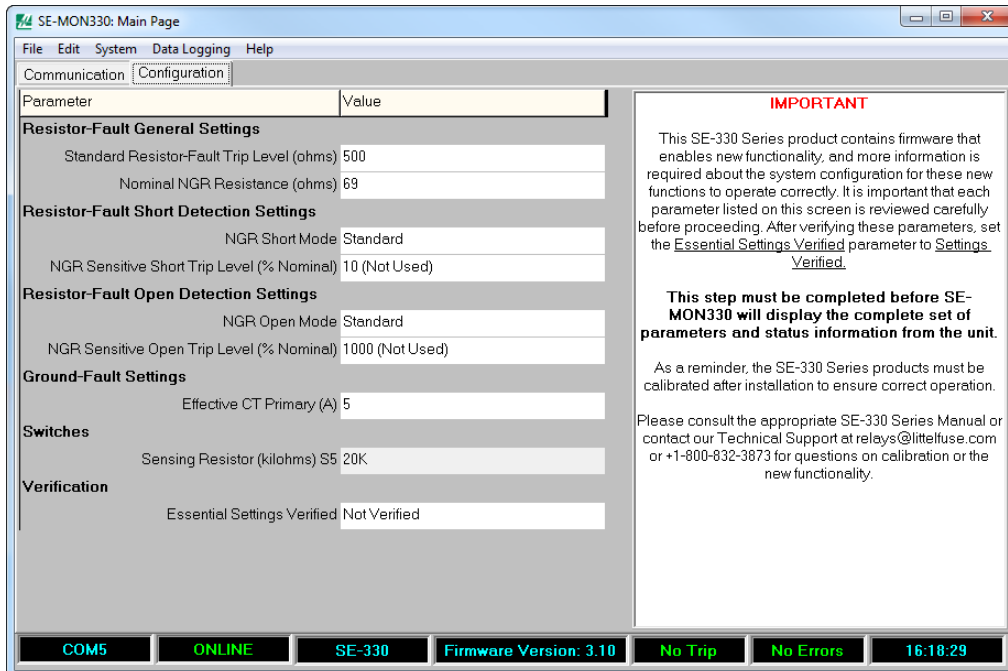 SE-MON330: Main Page
File Edit System Data Logging Help
Communication Configuration
Parameter Value
Resistor-Fault General Settings
Standard Resistor-Fault Trip Level (ohms) 500
Nominal NGR Resistance (ohms) 69
Resistor-Fault Short Detection Settings
NGR Short Mode Standard
NGR Sensitive Short Trip Level (% Nominal) 10 (Not Used)
Resistor-Fault Open Detection Settings
NGR Open Mode Standard
NGR Sensitive Open Trip Level (% Nominal) 1000 (Not Used)
Ground-Fault Settings
Effective CT Primary (A) 5
Switches
Sensing Resistor (kilohms) S5 20K
Verification
Essential Settings Verified Not Verified
IMPORTANT
This SE-330 Series product contains firmware that
enables new functionality, and more information is
required about the system configuration for these new
functions to operate correctly. It is important that each
parameter listed on this screen is reviewed carefully
before proceeding. After verifying these parameters, set
the Essential Settings Verified parameter to Settings
Verified.
This step must be completed before SE-
MON330 will display the complete set of
parameters and status information from the unit.
As a reminder, the SE-330 Series products must be
calibrated after installation to ensure correct operation.
Please consult the appropriate SE-330 Series Manual or
contact our Technical Support at relays@littelfuse.com
or +1-800-832-3873 for questions on calibration or the
new functionality.
COM5 ONLINE SE-330 Firmware Version: 3.10 No Trip No Errors 16:18:29